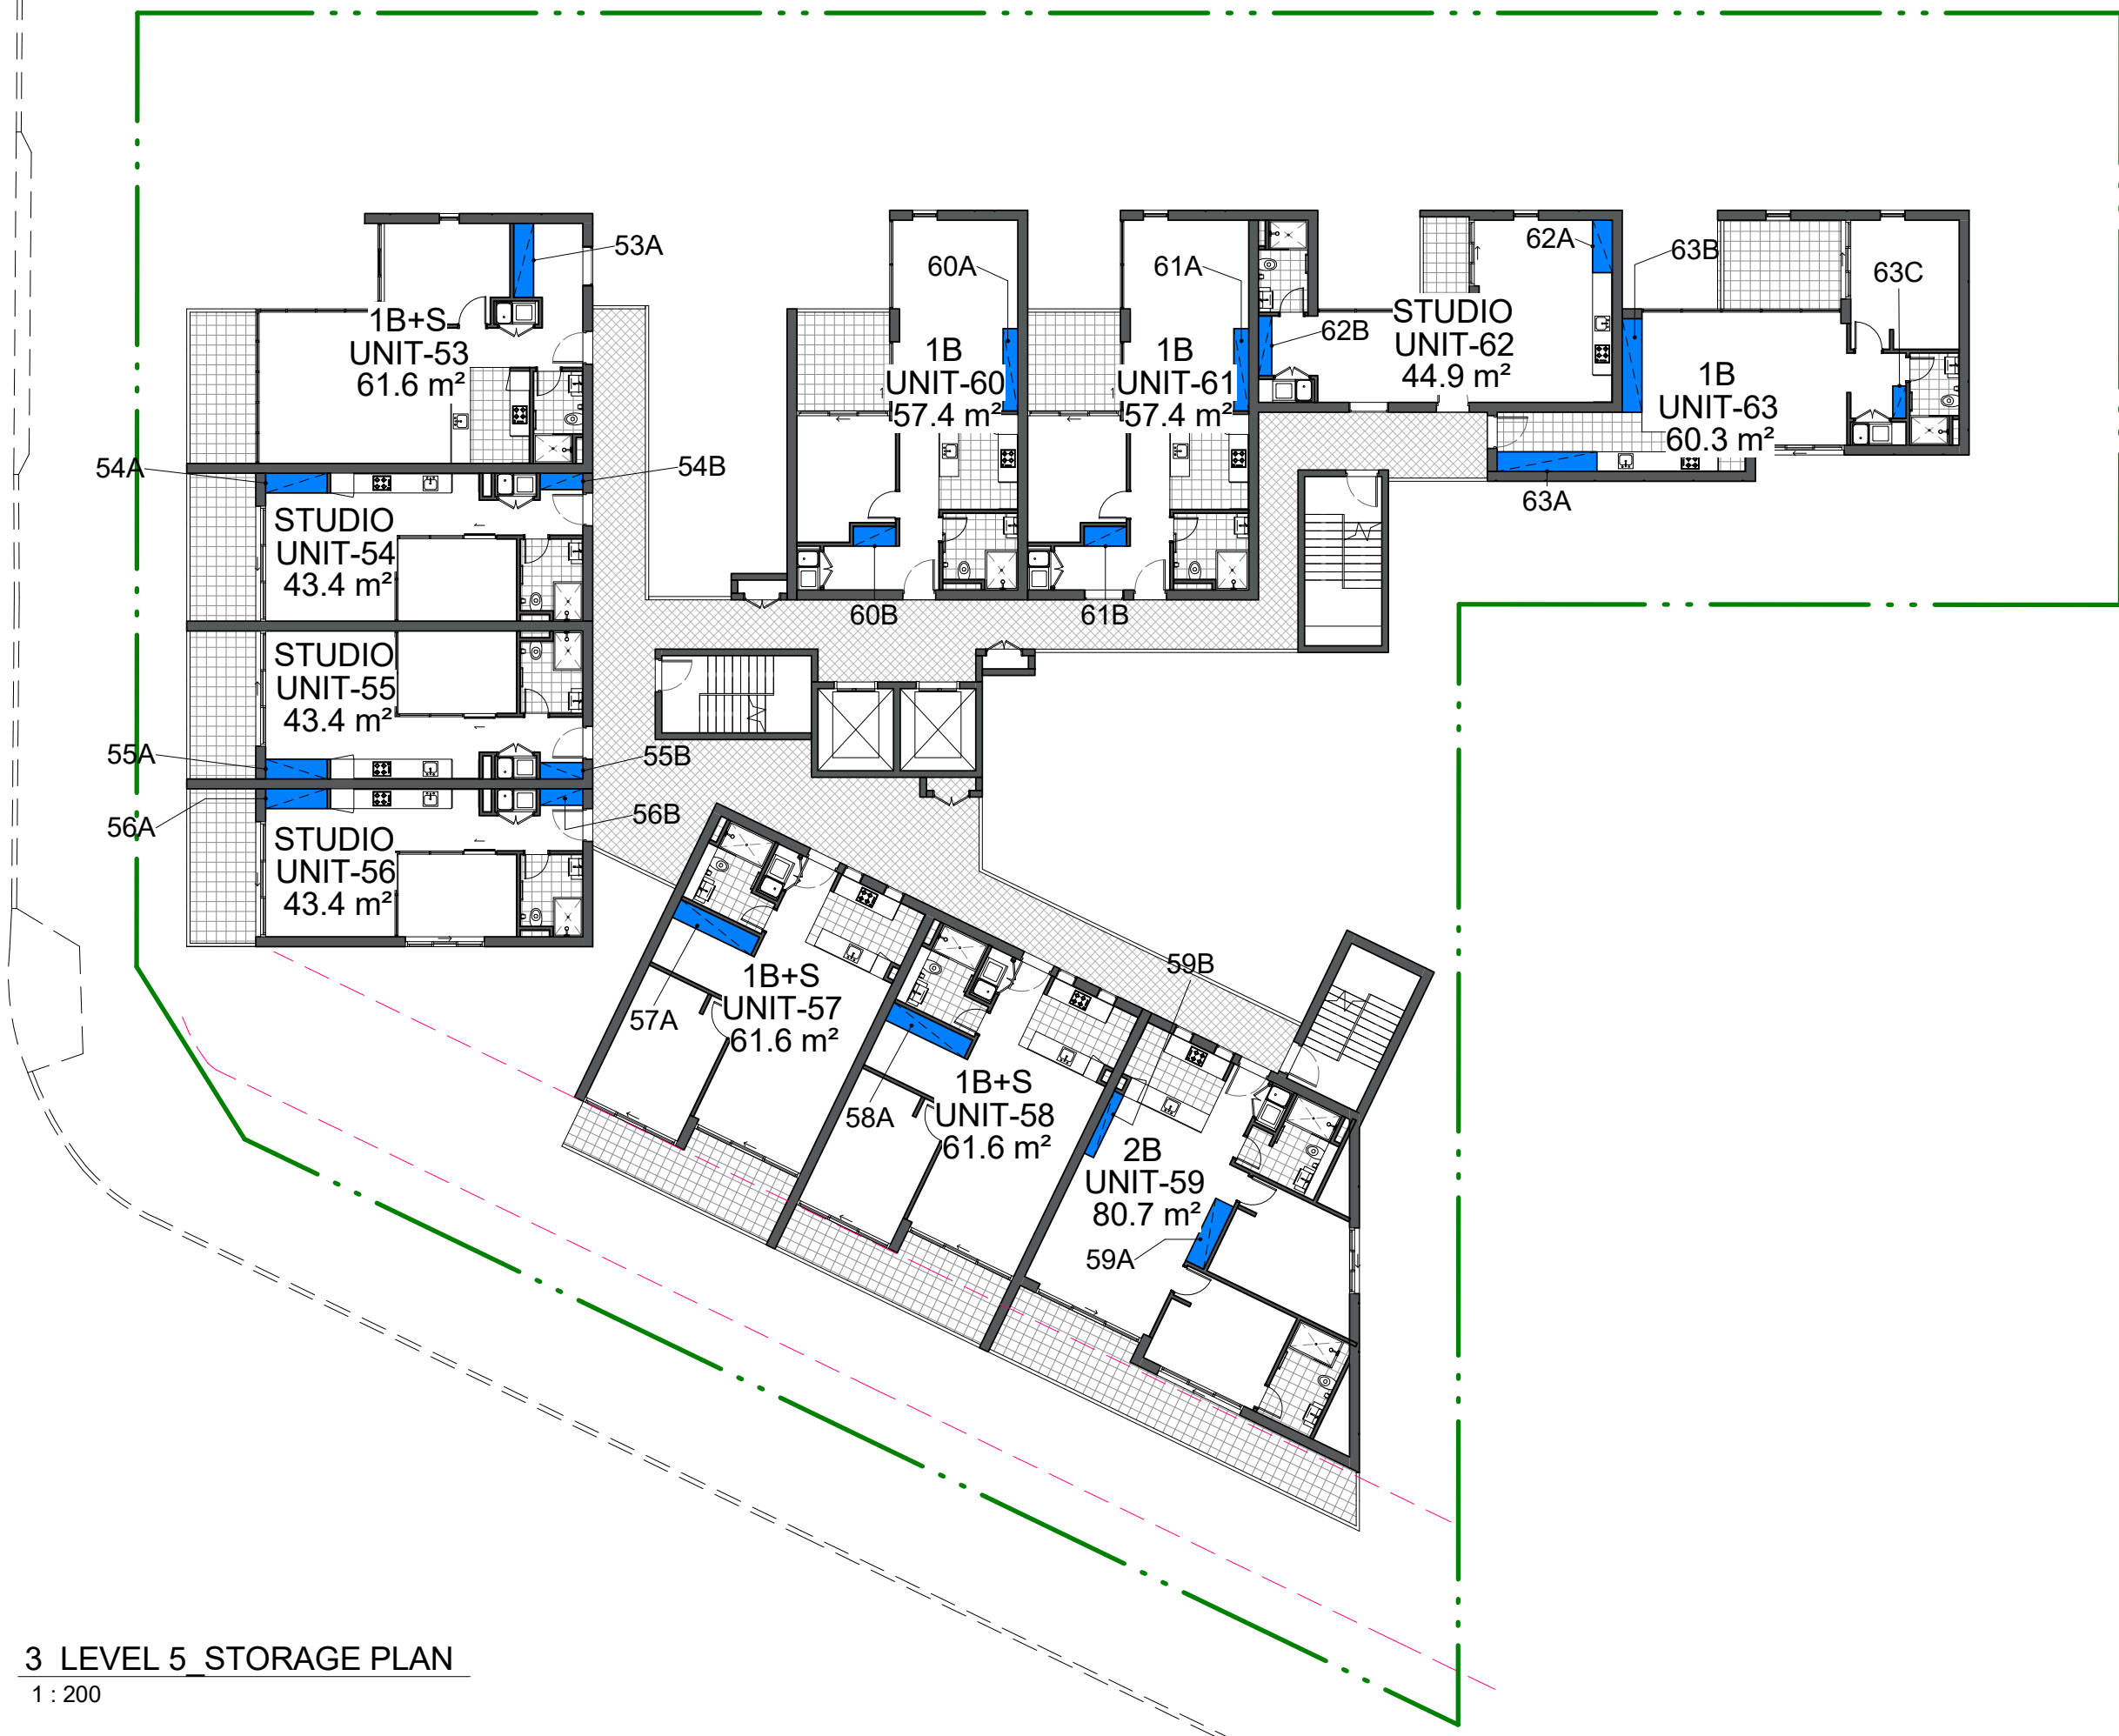 53A
1B+S
UNIT-53
61.6 m²
60A
1B
UNIT-60
57.4 m²
61A
1B
UNIT-61
57.4 m²
62A
62B
STUDIO
UNIT-62
44.9 m²
63B
63C
1B
UNIT-63
60.3 m²
63A
54A
54B
STUDIO
UNIT-54
43.4 m²
60B
61B
STUDIO
UNIT-55
43.4 m²
55A
55B
56A
56B
STUDIO
UNIT-56
43.4 m²
1B+S
UNIT-57
61.6 m²
57A
59B
1B+S
UNIT-58
61.6 m²
58A
2B
UNIT-59
80.7 m²
59A
3 LEVEL 5_STORAGE PLAN
1 : 200